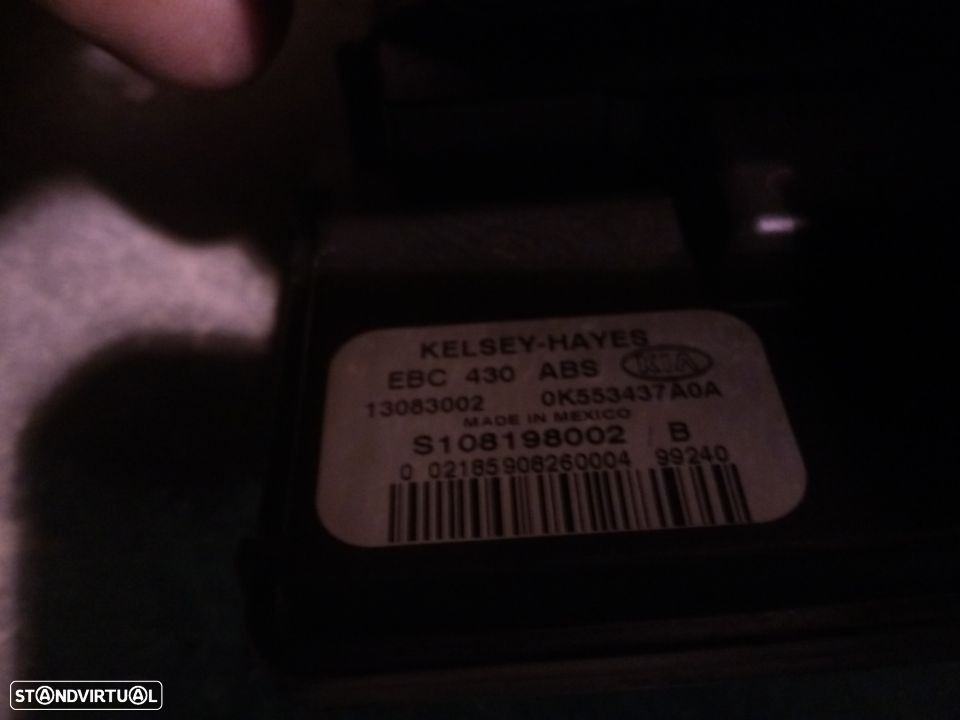 KELSEY-HAYES
EBC 430 ABS KIA
13083002 0K553437A0A
MADE IN MEXICO
S108198002 / B
0 02185908260004 99240
STANDVIRTUAL